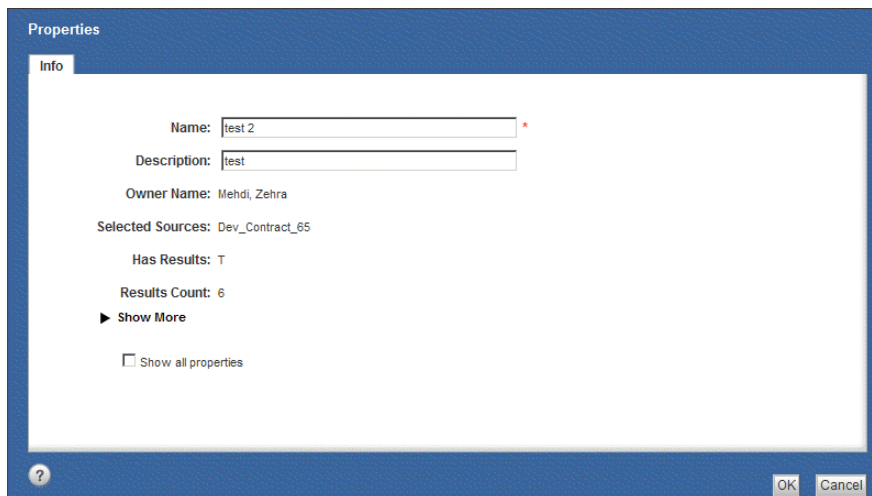 Properties
Info
Name: test 2 *
Description: test
Owner Name: Mehdi, Zehra
Selected Sources: Dev_Contract_65
Has Results: T
Results Count: 6
Show More
Show all properties
?
OK Cancel